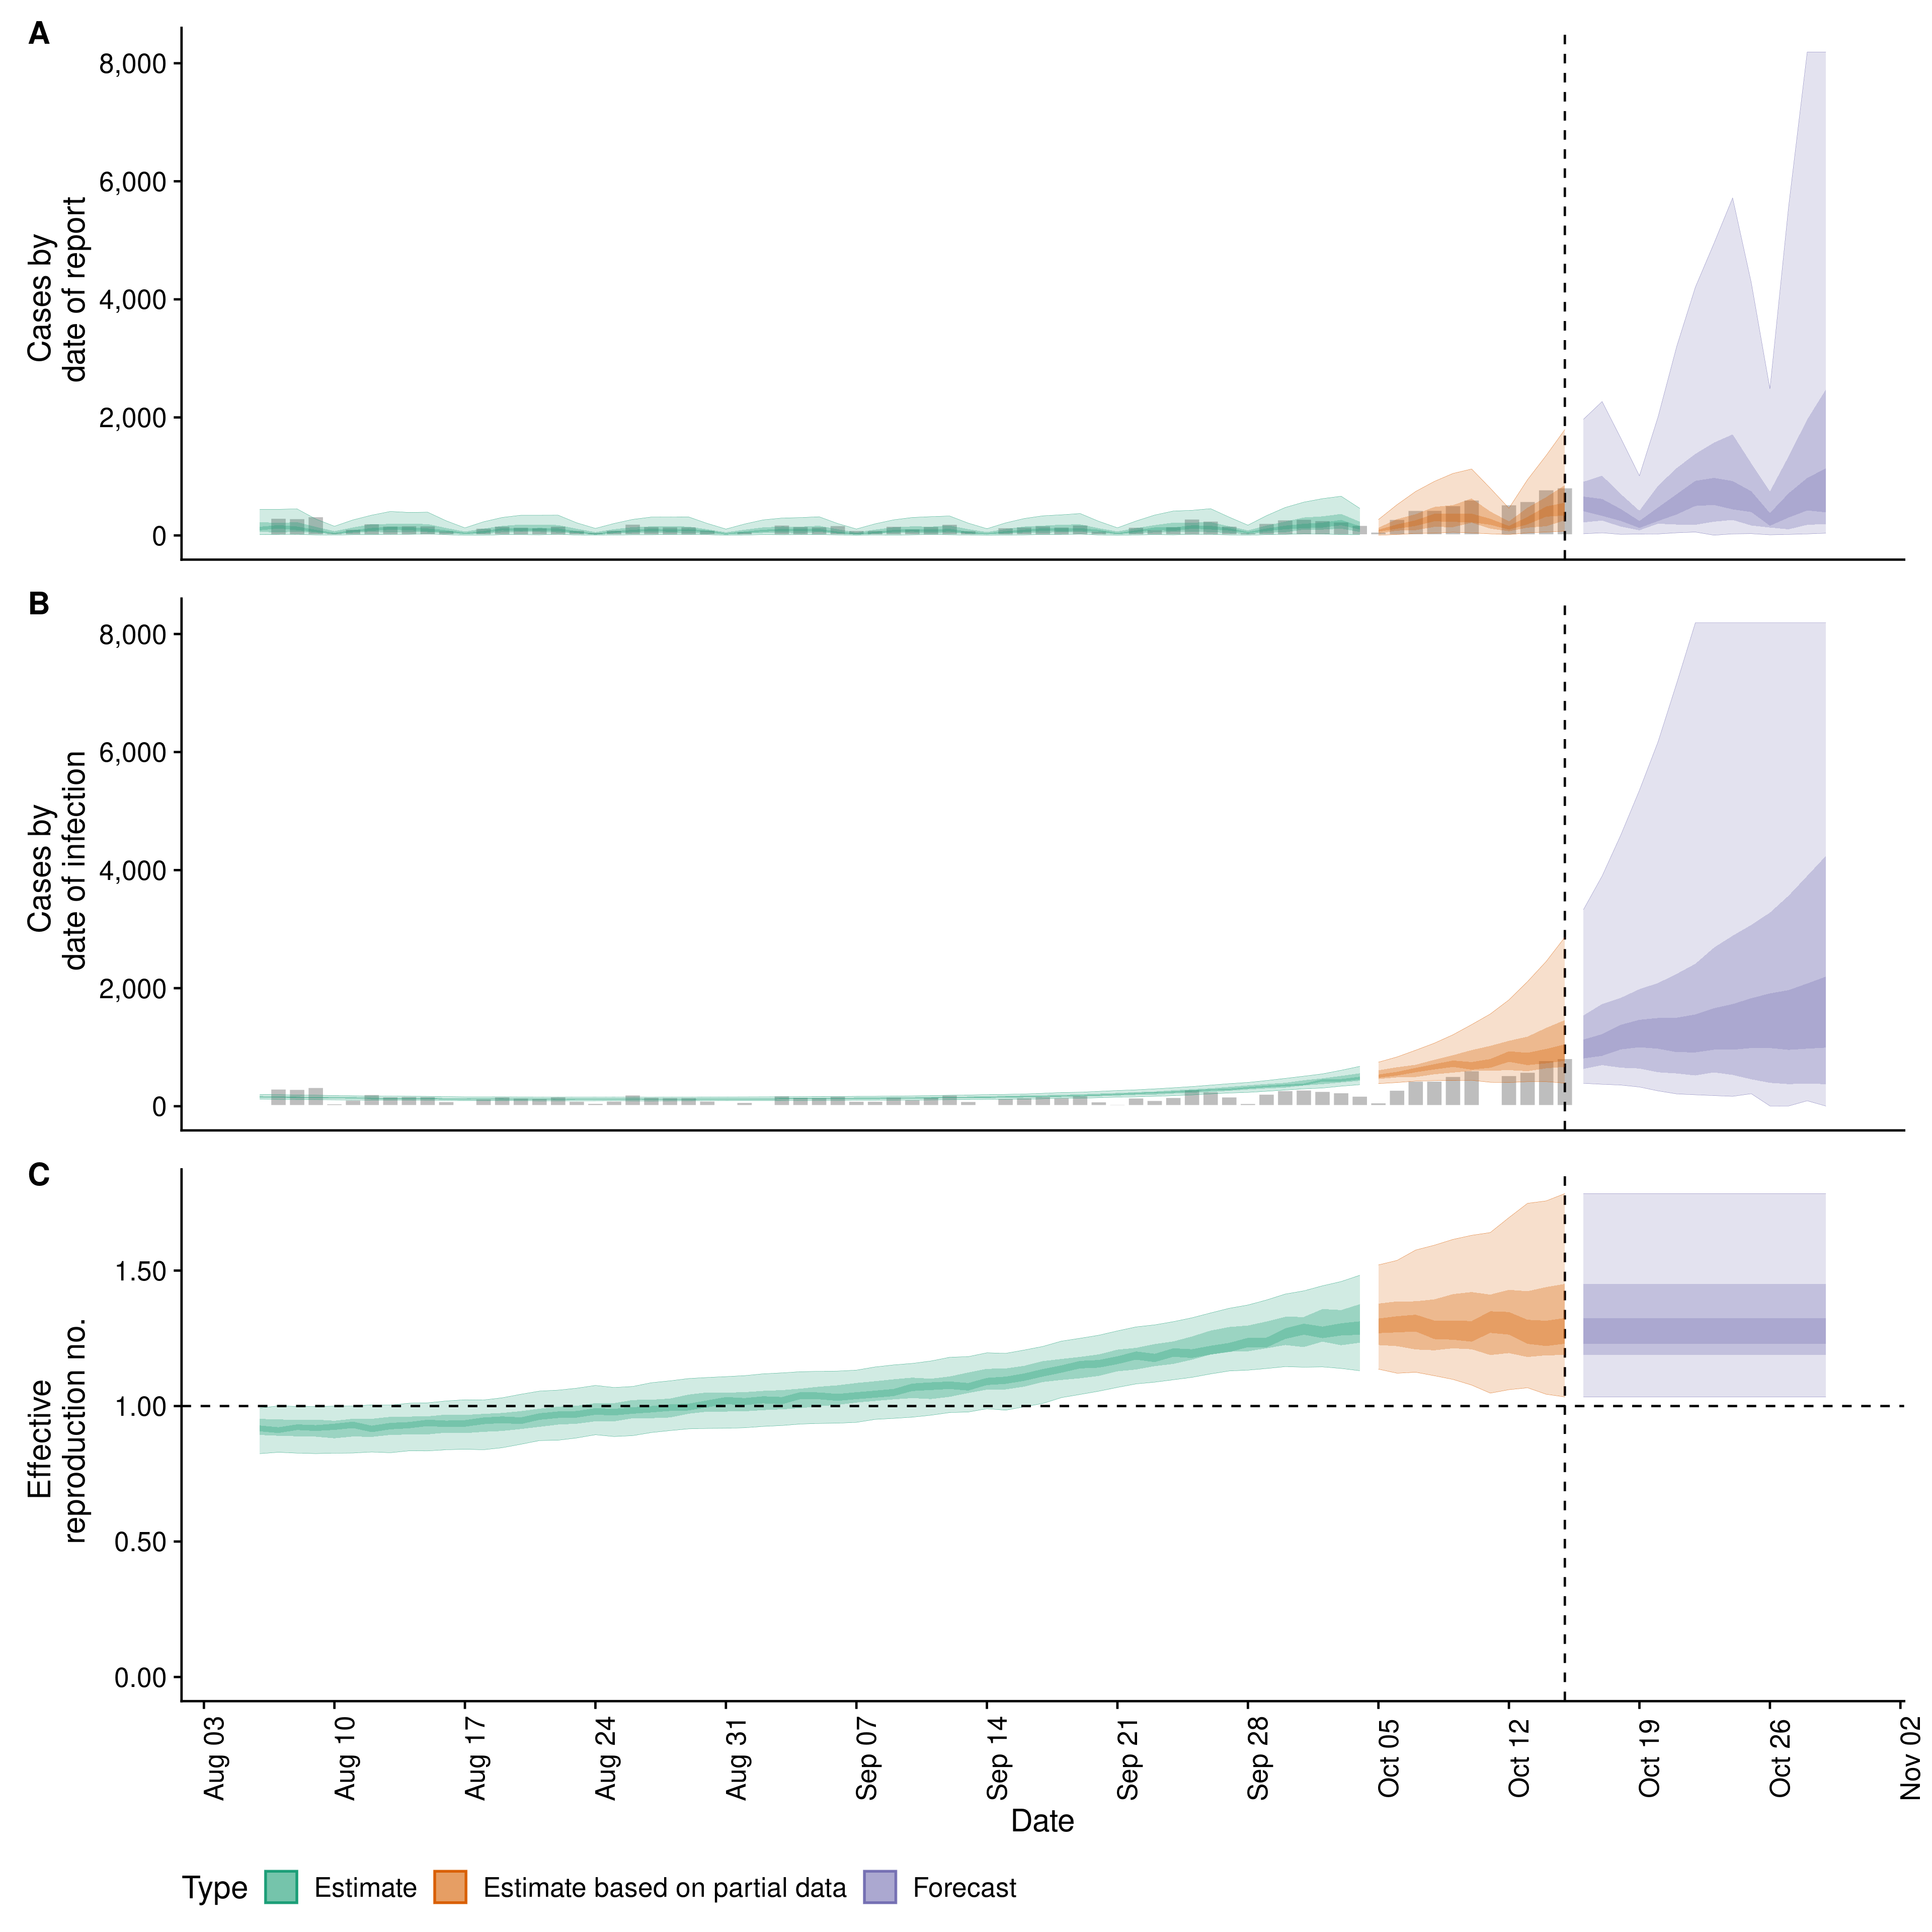 A
8,000
6,000
4,000
2,000
0
Cases by
date of report
B
8,000
6,000
4,000
2,000
0
Cases by
date of infection
C
1.50
1.00
0.50
0.00
Effective
reproduction no.
Aug 03
Aug 10
Aug 17
Aug 24
Aug 31
Sep 07
Sep 14
Sep 21
Sep 28
Oct 05
Oct 12
Oct 19
Oct 26
Nov 02
Date
Type Estimate Estimate based on partial data Forecast